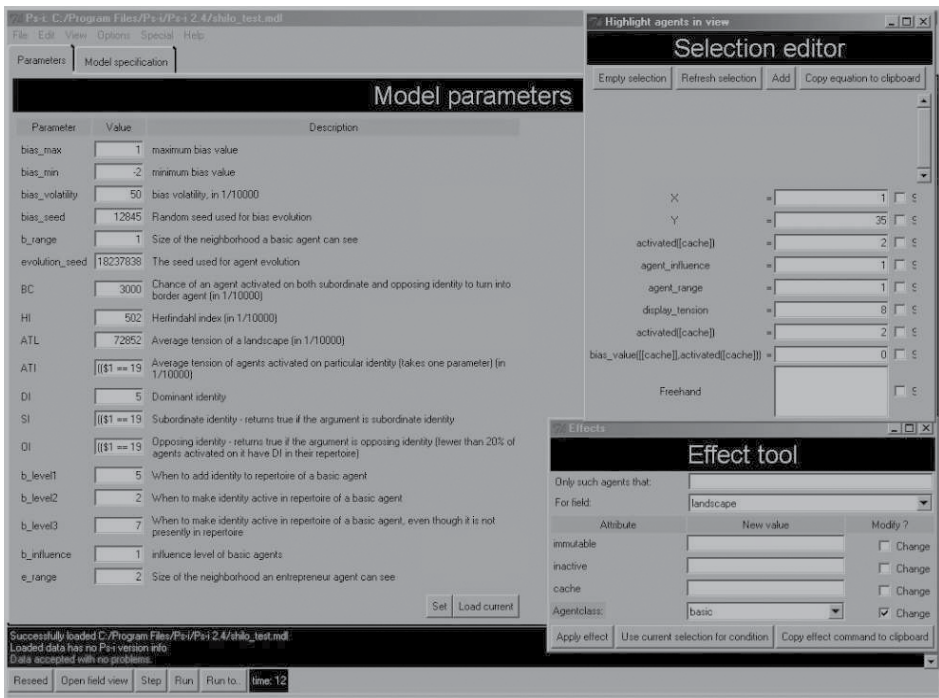 Ps-i: C:/Program Files/Ps-i/Ps-i 2.4/shilo_test.mdl
File Edit View Options Special Help
Parameters Model specification
Model parameters
Parameter Value Description
bias_max 1 maximum bias value
bias_min -2 minimum bias value
bias_volatility 50 bias volatility, in 1/10000
bias_seed 12845 Random seed used for bias evolution
b_range 1 Size of the neighborhood a basic agent can see
evolution_seed 18237838 The seed used for agent evolution
BC 3000 Chance of an agent activated on both subordinate and opposing identity to turn into
border agent (in 1/10000)
HI 502 Herfindahl index (in 1/10000)
ATL 72852 Average tension of a landscape (in 1/10000)
ATI (($1 == 19 Average tension of agents activated on particular identity (takes one parameter) (in
1/10000)
DI 5 Dominant identity
SI (($1 == 19 Subordinate identity - returns true if the argument is subordinate identity
OI (($1 == 19 Opposing identity - returns true if the argument is opposing identity (fewer than 20% of
agents activated on it have DI in their repertoire)
b_level1 5 When to add identity to repertoire of a basic agent
b_level2 2 When to make identity active in repertoire of a basic agent
b_level3 7 When to make identity active in repertoire of a basic agent, even though it is not
presently in repertoire
b_influence 1 influence level of basic agents
e_range 2 Size of the neighborhood an entrepreneur agent can see
Set Load current
Successfully loaded C:/Program Files/Ps-i/Ps-i 2.4/shilo_test.mdl
Loaded data has no Ps-i version info
Data accepted with no problems.
Reseed Open field view Step Run Run to.. time: 12
Highlight agents in view
Selection editor
Empty selection Refresh selection Add Copy equation to clipboard
X = 1 S
Y = 35 S
activated([cache]) = 2 S
agent_influence = 1 S
agent_range = 1 S
display_tension = 8 S
activated([cache]) = 2 S
bias_value([[cache]],activated([cache])) = 0 S
Freehand S
Effects
Effect tool
Only such agents that:
For field: landscape
Attribute New value Modify ?
immutable Change
inactive Change
cache Change
Agentclass: basic Change
Apply effect Use current selection for condition Copy effect command to clipboard